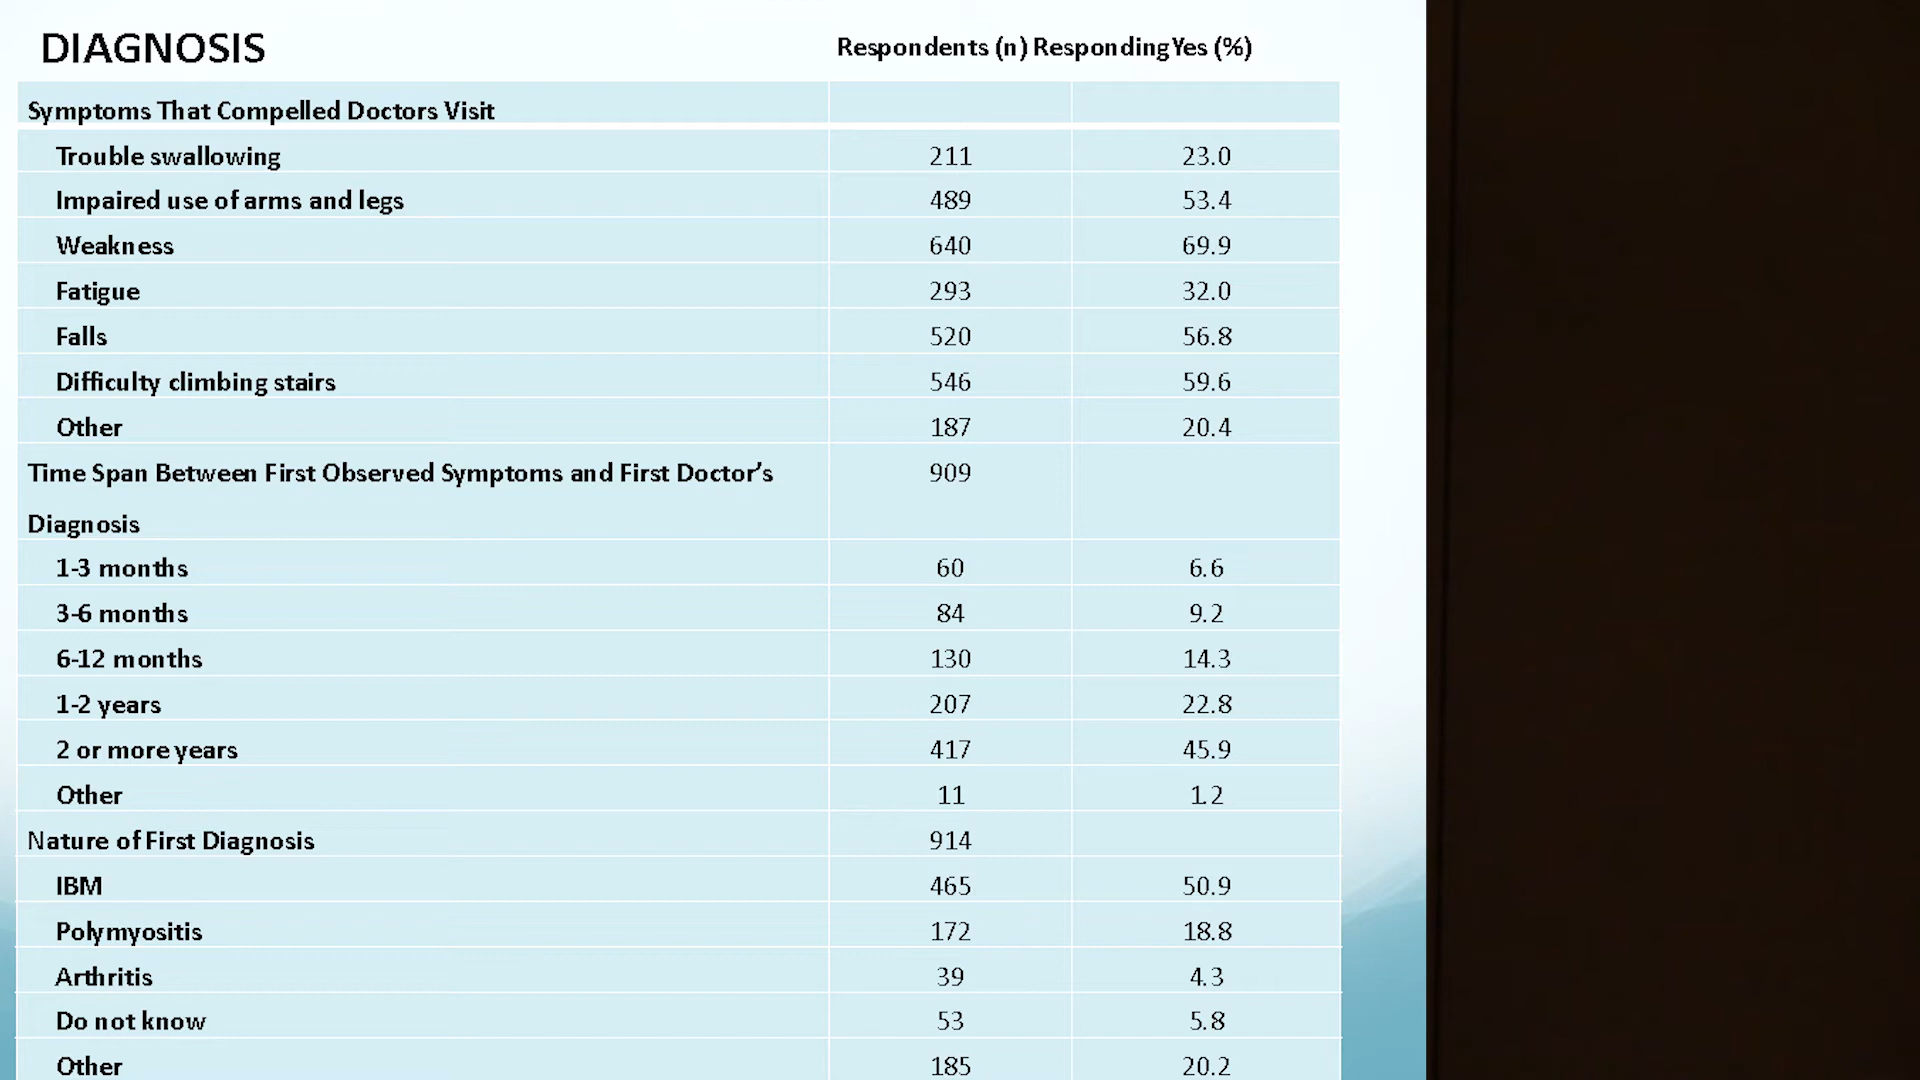 DIAGNOSIS Respondents (n) Responding Yes (%)
Symptoms That Compelled Doctors Visit
Trouble swallowing 211 23.0
Impaired use of arms and legs 489 53.4
Weakness 640 69.9
Fatigue 293 32.0
Falls 520 56.8
Difficulty climbing stairs 546 59.6
Other 187 20.4
Time Span Between First Observed Symptoms and First Doctor's 909
Diagnosis
1-3 months 60 6.6
3-6 months 84 9.2
6-12 months 130 14.3
1-2 years 207 22.8
2 or more years 417 45.9
Other 11 1.2
Nature of First Diagnosis 914
IBM 465 50.9
Polymyositis 172 18.8
Arthritis 39 4.3
Do not know 53 5.8
Other 185 20.2